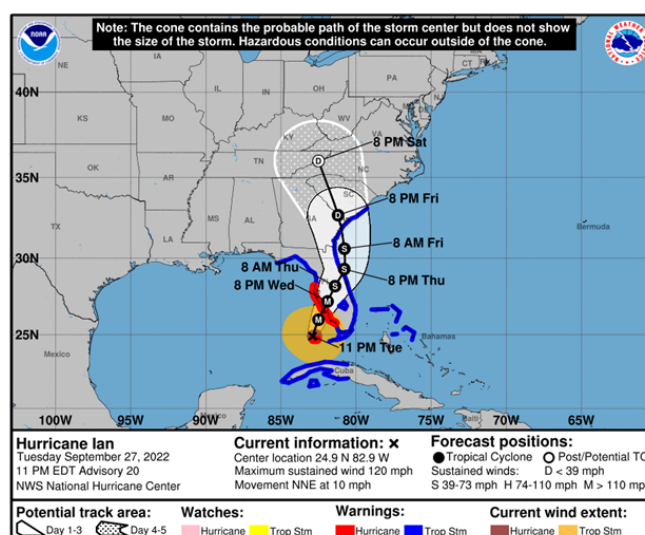 Note: The cone contains the probable path of the storm center but does not show
the size of the storm. Hazardous conditions can occur outside of the cone.
NOAA
NATIONAL WEATHER
NE
IA
PA
CT
IL
IN
OH
40N
KS
MO
WV
KY
VA
8 PM Sat
35N
OK
AR
TN
NC
D
SC
8 PM Fri
MS
AL
GA
D
TX
LA
8 AM Fri
Bermuda
30N
S
8 AM Thu
S
8 PM Thu
8 PM Wed
S
M
25N
M
11 PM Tue
Mexico
Bahamas
Cuba
Mexico
Haiti
100W 95W 90W 85W 80W 75W 70W 65W
Hurricane Ian
Tuesday September 27, 2022
11 PM EDT Advisory 20
NWS National Hurricane Center
Current information: ×
Center location 24.9 N 82.9 W
Maximum sustained wind 120 mph
Movement NNE at 10 mph
Forecast positions:
Tropical Cyclone Post/Potential TC
Sustained winds: D < 39 mph
S 39-73 mph H 74-110 mph M > 110 mph
Potential track area:
Day 1-3 Day 4-5
Watches:
Hurricane Trop Stm
Warnings:
Hurricane Trop Stm
Current wind extent:
Hurricane Trop Stm